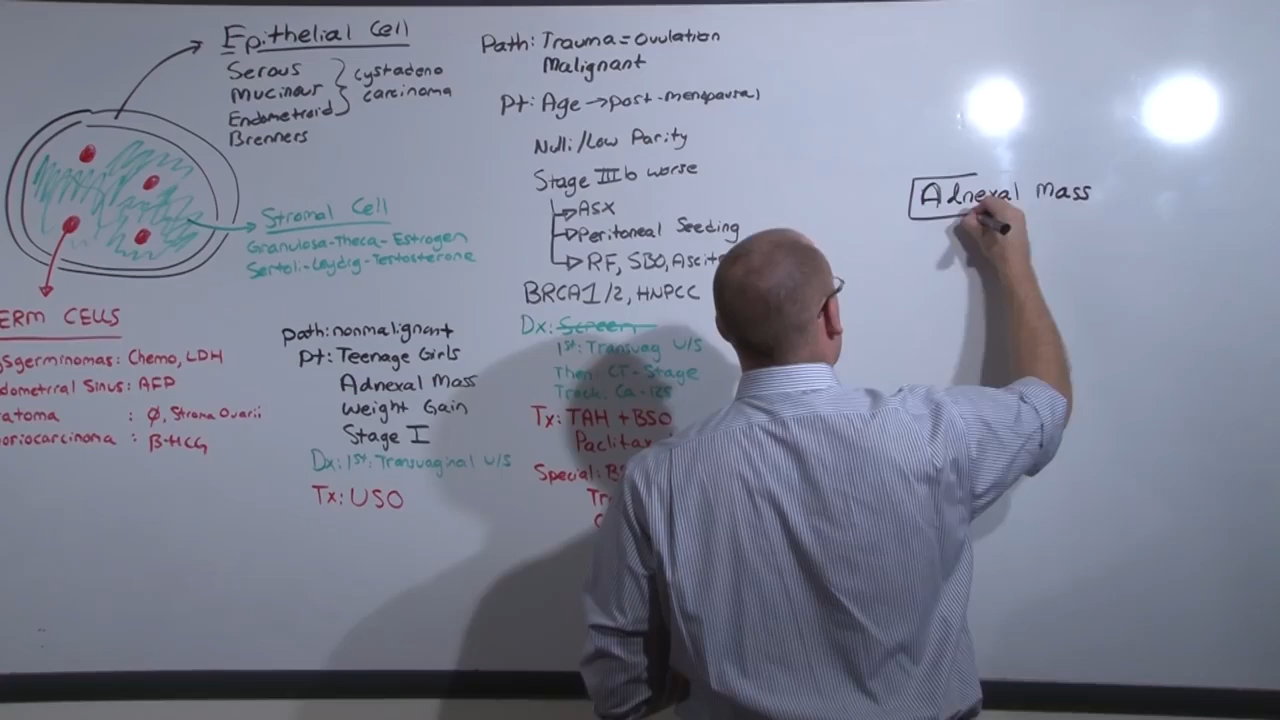 Epithelial Cell
Serous
Mucinous
Endometroid
Brenners
cystadeno
carcinoma
Stromal Cell
Granulosa-Theca-Estrogen
Sertoli-Leydig-Testosterone
ERM CELLS
sgerminomas: Chemo, LDH
dometrial Sinus: AFP
atoma : Ø, Stroma Ovarii
oriocarcinoma : β-HCG
path: nonmalignant
Pt: Teenage Girls
Adnexal Mass
Weight Gain
Stage I
Dx: 1st: Transvaginal U/S
Tx: USO
Path: Trauma = ovulation
Malignant
Pt: Age → post-menopausal
Nulli/Low Parity
Stage IIIb worse
ASX
Peritoneal Seeding
RF, SBO, Ascite
BRCA1/2, HNPCC
Dx: Screen
1st: Transvag U/S
Then: CT-Stage
Track: Ca-125
Tx: TAH + BSO
Paclitax
Special: B
Tr
Adnexal Mass